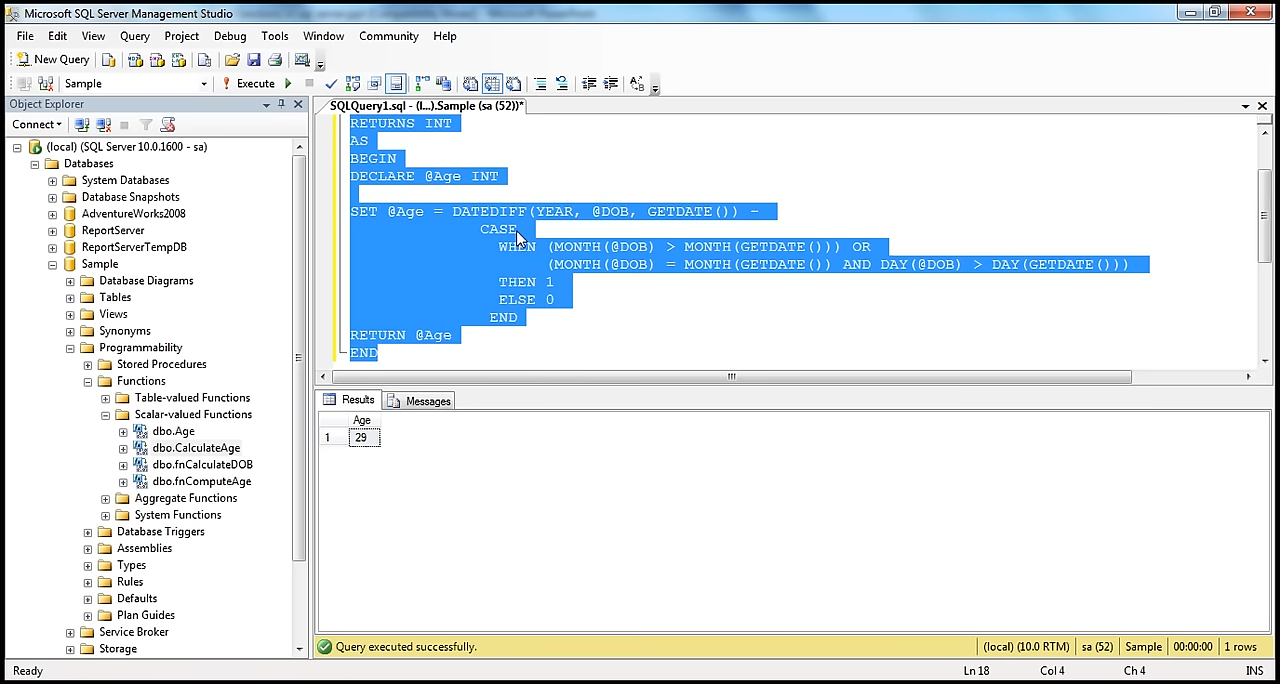 Microsoft SQL Server Management Studio
File Edit View Query Project Debug Tools Window Community Help
New Query
Sample Execute
Object Explorer
SQLQuery1.sql - (l...).Sample (sa (52))*
Connect
(local) (SQL Server 10.0.1600 - sa)
Databases
System Databases
Database Snapshots
AdventureWorks2008
ReportServer
ReportServerTempDB
Sample
Database Diagrams
Tables
Views
Synonyms
Programmability
Stored Procedures
Functions
Table-valued Functions
Scalar-valued Functions
dbo.Age
dbo.CalculateAge
dbo.fnCalculateDOB
dbo.fnComputeAge
Aggregate Functions
System Functions
Database Triggers
Assemblies
Types
Rules
Defaults
Plan Guides
Service Broker
Storage
RETURNS INT
AS
BEGIN
DECLARE @Age INT
SET @Age = DATEDIFF(YEAR, @DOB, GETDATE()) -
CASE
WHEN (MONTH(@DOB) > MONTH(GETDATE())) OR
(MONTH(@DOB) = MONTH(GETDATE()) AND DAY(@DOB) > DAY(GETDATE()))
THEN 1
ELSE 0
END
RETURN @Age
END
Results Messages
Age
1 29
Query executed successfully. (local) (10.0 RTM) sa (52) Sample 00:00:00 1 rows
Ready Ln 18 Col 4 Ch 4 INS